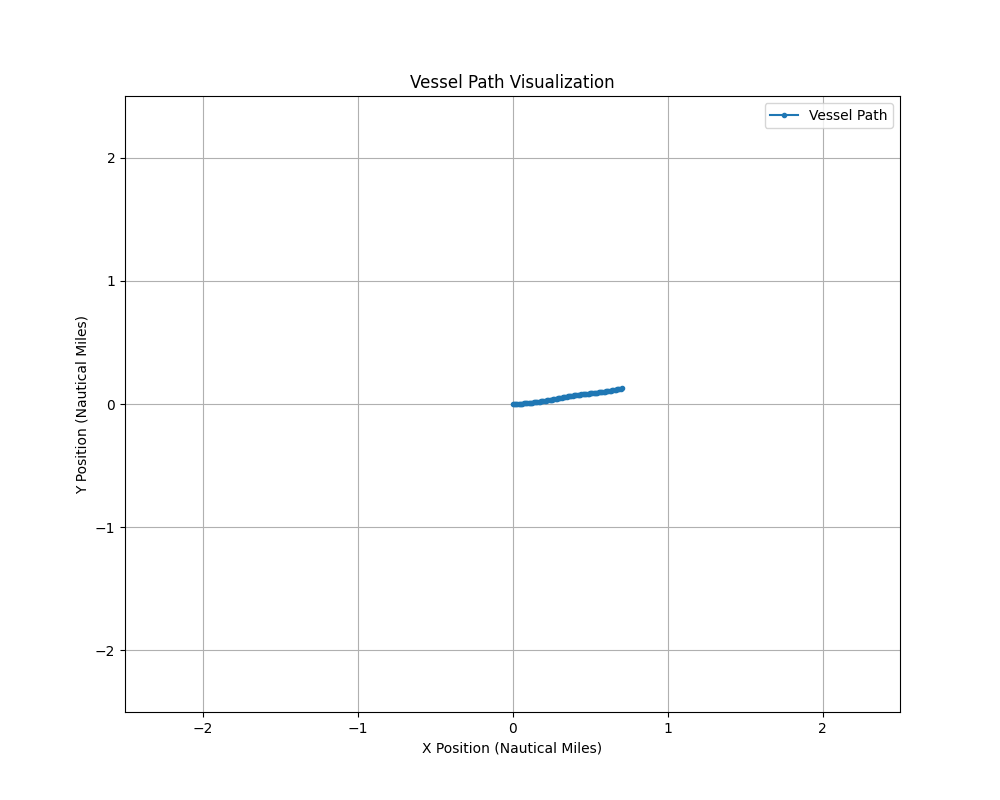 Vessel Path Visualization
Vessel Path
2
1
0
−1
−2
Y Position (Nautical Miles)
−2
−1
0
1
2
X Position (Nautical Miles)